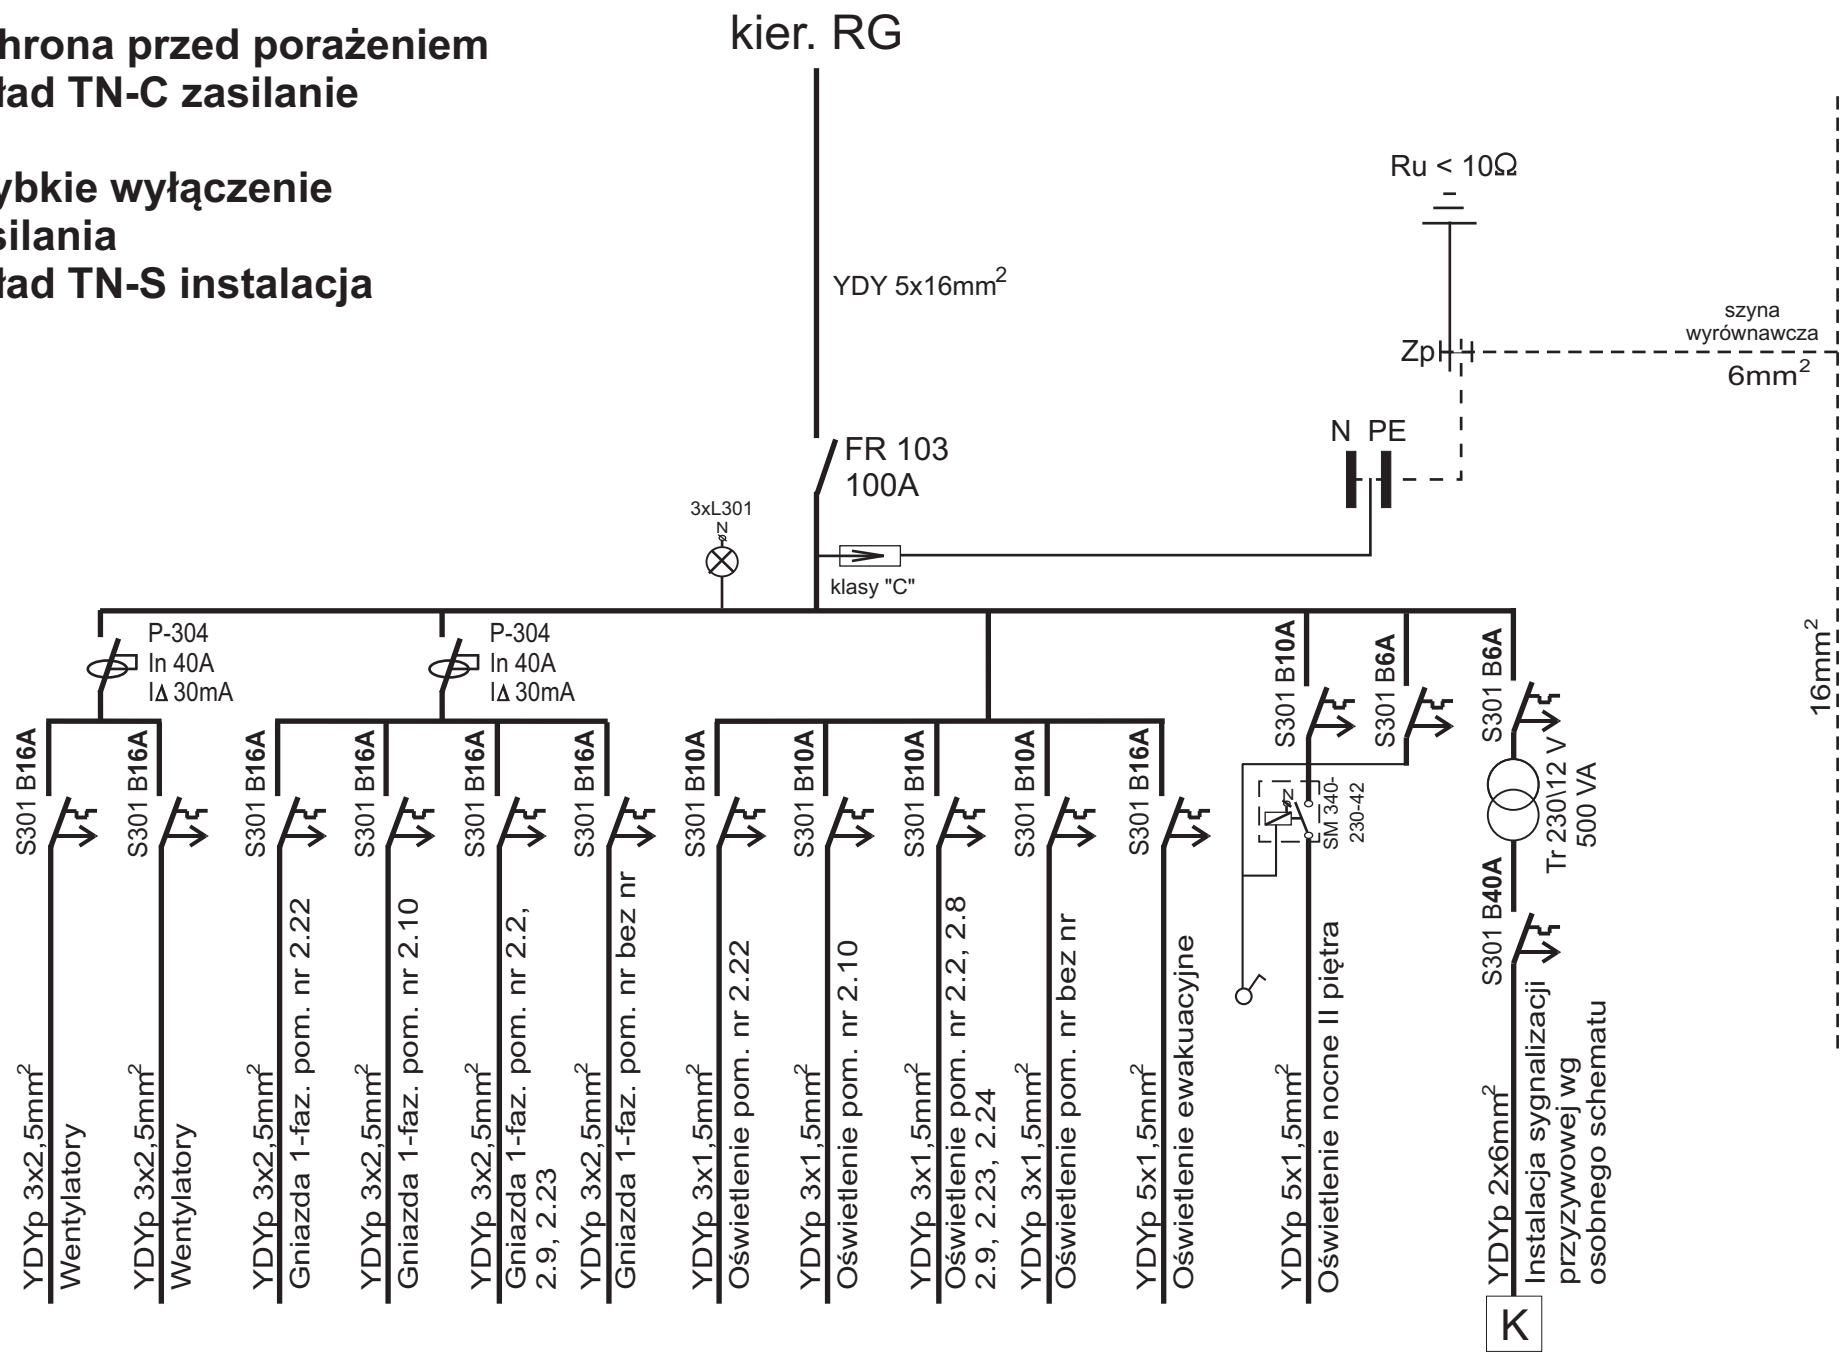 hrona przed porażeniem
ład TN-C zasilanie
ybkie wyłączenie
silania
ład TN-S instalacja
kier. RG
YDY 5x16mm²
Ru < 10Ω
szyna
wyrównawcza
6mm²
Zp
N PE
16mm²
FR 103
100A
3xL301
N
klasy "C"
P-304
In 40A
IΔ 30mA
P-304
In 40A
IΔ 30mA
S301 B16A
S301 B16A
S301 B16A
S301 B16A
S301 B16A
S301 B16A
S301 B10A
S301 B10A
S301 B10A
S301 B10A
S301 B16A
S301 B10A
S301 B6A
S301 B6A
N
SM 340-
230-42
Tr 230\12 V
500 VA
S301 B40A
YDYp 3x2,5mm²
Wentylatory
YDYp 3x2,5mm²
Wentylatory
YDYp 3x2,5mm²
Gniazda 1-faz. pom. nr 2.22
YDYp 3x2,5mm²
Gniazda 1-faz. pom. nr 2.10
YDYp 3x2,5mm²
Gniazda 1-faz. pom. nr 2.2,
2.9, 2.23
YDYp 3x2,5mm²
Gniazda 1-faz. pom. nr bez nr
YDYp 3x1,5mm²
Oświetlenie pom. nr 2.22
YDYp 3x1,5mm²
Oświetlenie pom. nr 2.10
YDYp 3x1,5mm²
Oświetlenie pom. nr 2.2, 2.8
2.9, 2.23, 2.24
YDYp 3x1,5mm²
Oświetlenie pom. nr bez nr
YDYp 5x1,5mm²
Oświetlenie ewakuacyjne
YDYp 5x1,5mm²
Oświetlenie nocne II piętra
YDYp 2x6mm²
Instalacja sygnalizacji
przyzywowej wg
osobnego schematu
K